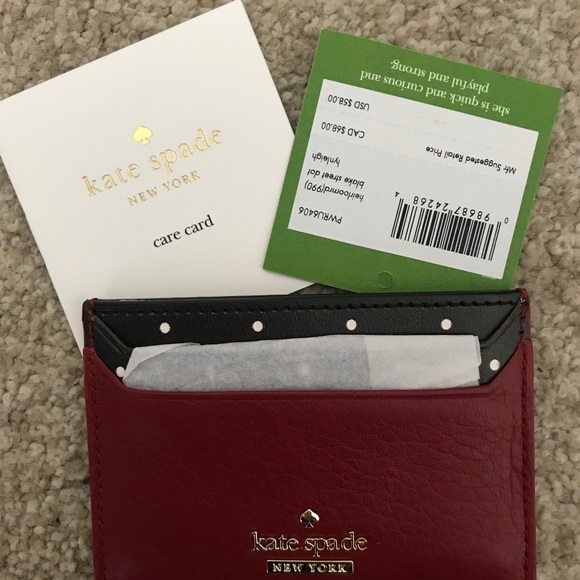 kate spade
NEW YORK
care card
she is quick and curious and
playful and strong.
USD $58.00
CAD $68.00
Mfr Suggested Retail Price
lynleigh
blake street dot
heirloomrd(990)
PWRU6406
0 98687 24268 4
kate spade
NEW YORK